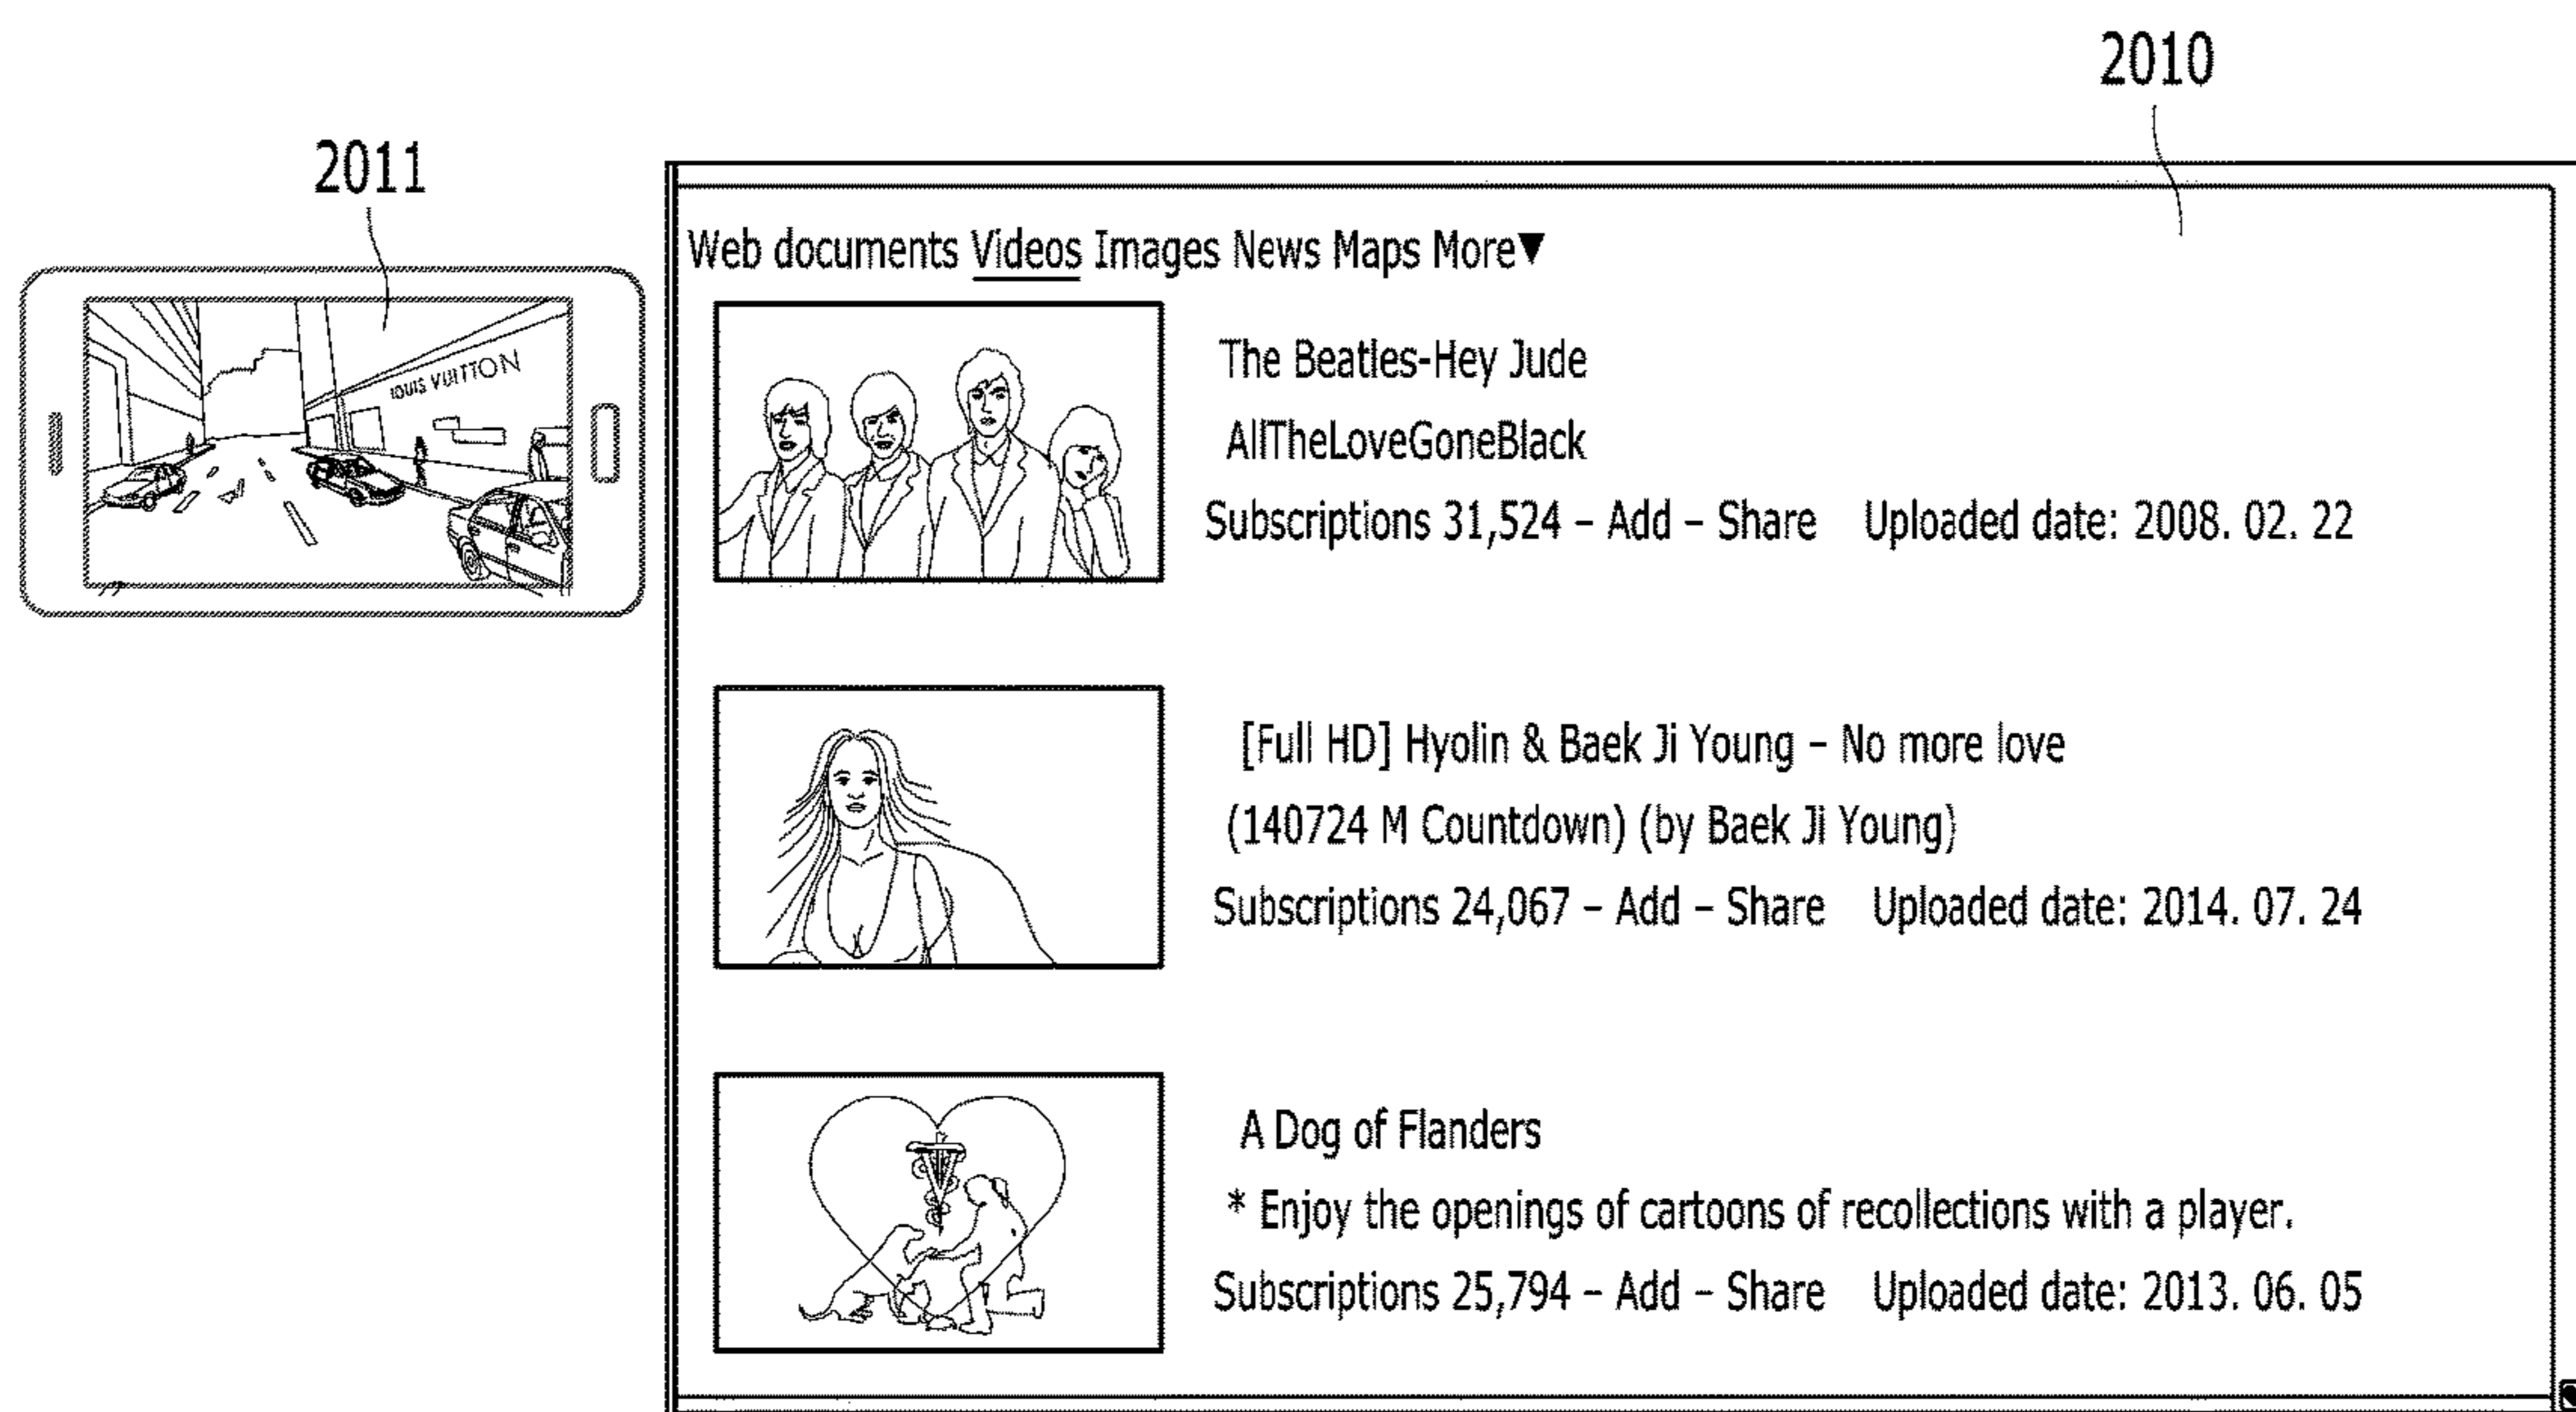 2010
2011
Web documents Videos Images News Maps More▼
LOUIS VUITTON
The Beatles-Hey Jude
AllTheLoveGoneBlack
Subscriptions 31,524 – Add – Share Uploaded date: 2008. 02. 22
[Full HD] Hyolin & Baek Ji Young – No more love
(140724 M Countdown) (by Baek Ji Young)
Subscriptions 24,067 – Add – Share Uploaded date: 2014. 07. 24
A Dog of Flanders
* Enjoy the openings of cartoons of recollections with a player.
Subscriptions 25,794 – Add – Share Uploaded date: 2013. 06. 05